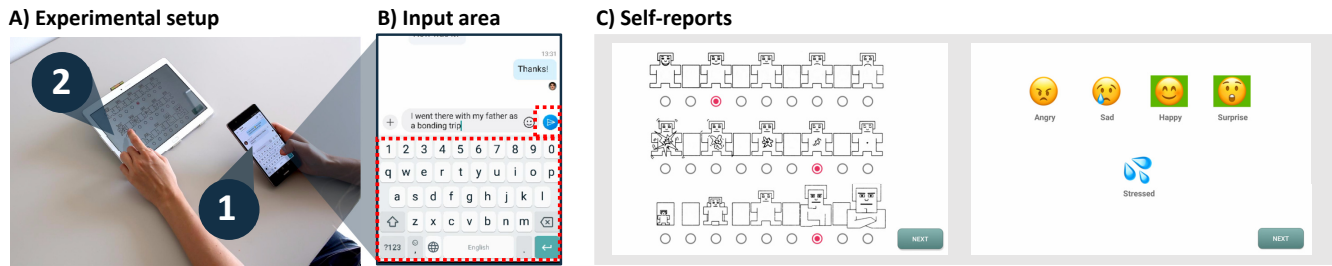 A) Experimental setup
B) Input area
C) Self-reports
2
1
13:31
Thanks!
I went there with my father as
a bonding trip
1 2 3 4 5 6 7 8 9 0
q w e r t y u i o p
a s d f g h j k l
z x c v b n m
?123 , English .
Angry Sad Happy Surprise
Stressed
NEXT
NEXT